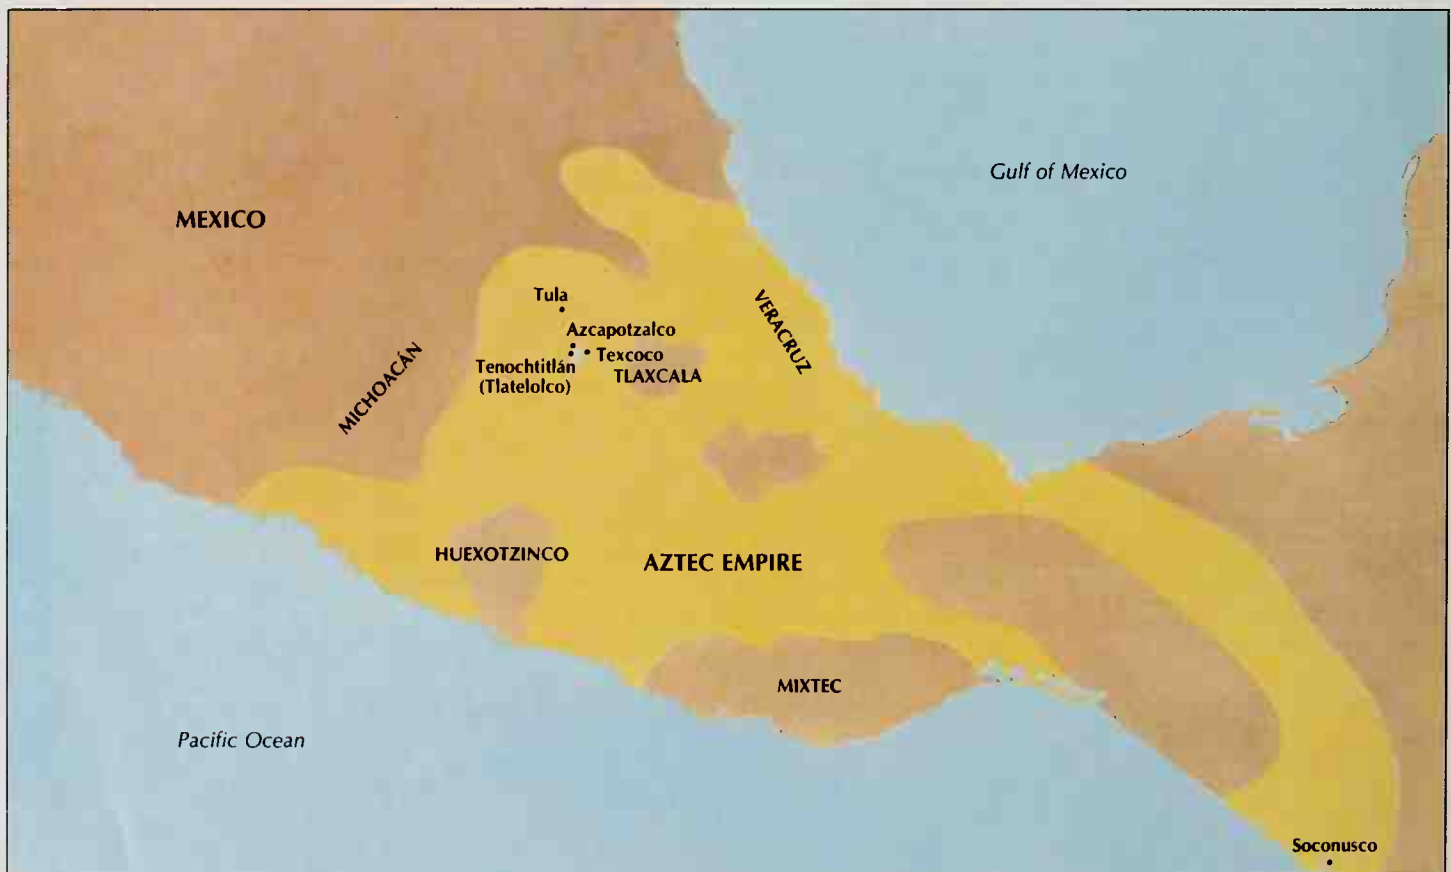 Gulf of Mexico
MEXICO
Tula
VERACRUZ
Azcapotzalco
Texcoco
Tenochtitlán
(Tlatelolco)
TLAXCALA
MICHOACÁN
HUEXOTZINCO
AZTEC EMPIRE
MIXTEC
Pacific Ocean
Soconusco